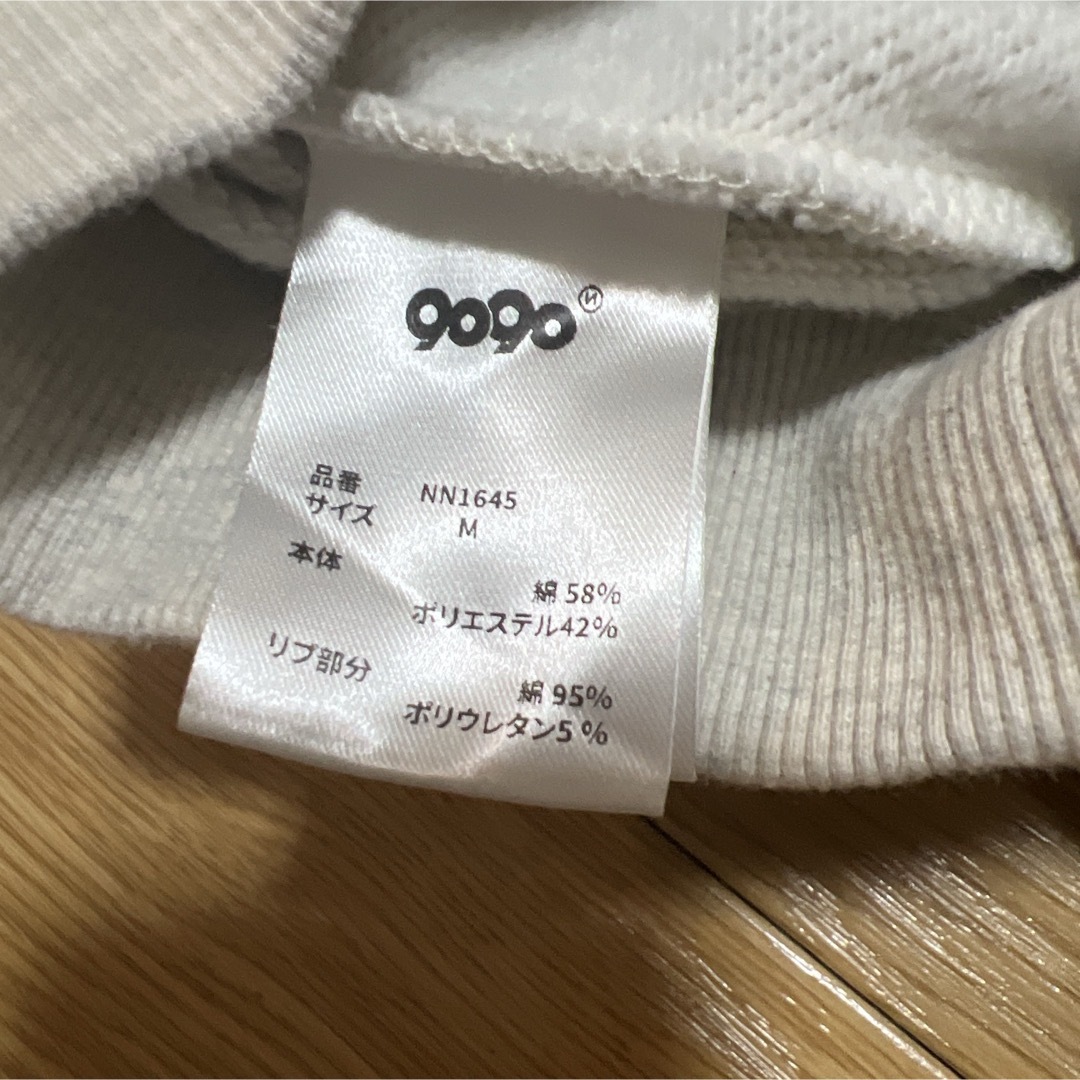 9090
品番 NN1645
サイズ M
本体
綿 58%
ポリエステル42%
リブ部分
綿 95%
ポリウレタン5 %